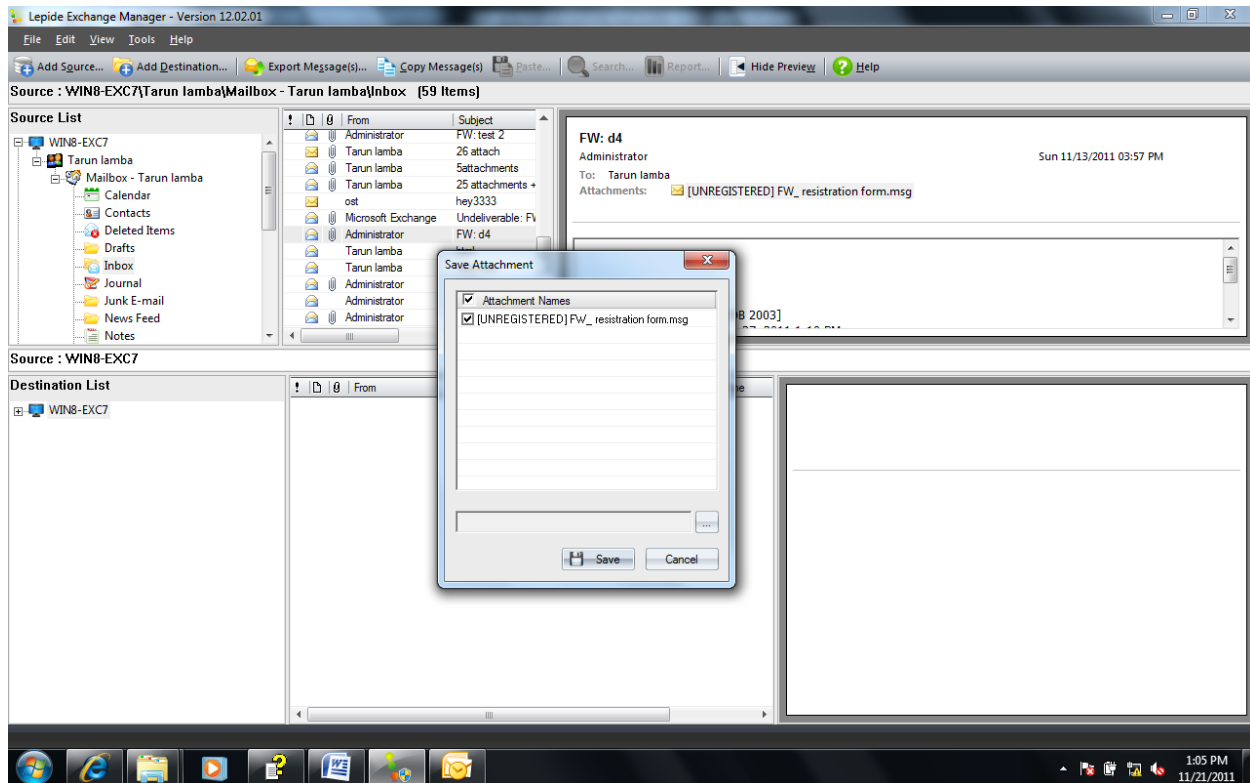 Lepide Exchange Manager - Version 12.02.01
File Edit View Tools Help
Add Source... Add Destination... Export Message(s)... Copy Message(s) Paste... Search... Report... Hide Preview Help
Source : WIN8-EXC7\Tarun lamba\Mailbox - Tarun lamba\Inbox (59 Items)
Source List
WIN8-EXC7
Tarun lamba
Mailbox - Tarun lamba
Calendar
Contacts
Deleted Items
Drafts
Inbox
Journal
Junk E-mail
News Feed
Notes
! From Subject
Administrator FW: test 2
Tarun lamba 26 attach
Tarun lamba 5attachments
Tarun lamba 25 attachments +
ost hey3333
Microsoft Exchange Undeliverable:
Administrator FW: d4
Tarun lamba
Tarun lamba
Administrator
Administrator
Administrator
FW: d4
Administrator Sun 11/13/2011 03:57 PM
To: Tarun lamba
Attachments: [UNREGISTERED] FW_ resistration form.msg
2003]
Save Attachment
Attachment Names
[UNREGISTERED] FW_ resistration form.msg
...
Save Cancel
Source : WIN8-EXC7
Destination List
WIN8-EXC7
! From
1:05 PM
11/21/2011